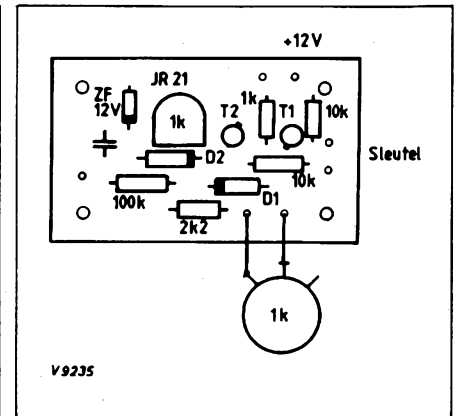 +12V
JR 21
ZF
12V
1k
T2
1k
T1
10k
D2
Sleutel
10k
100k
D1
2k2
1k
V9235